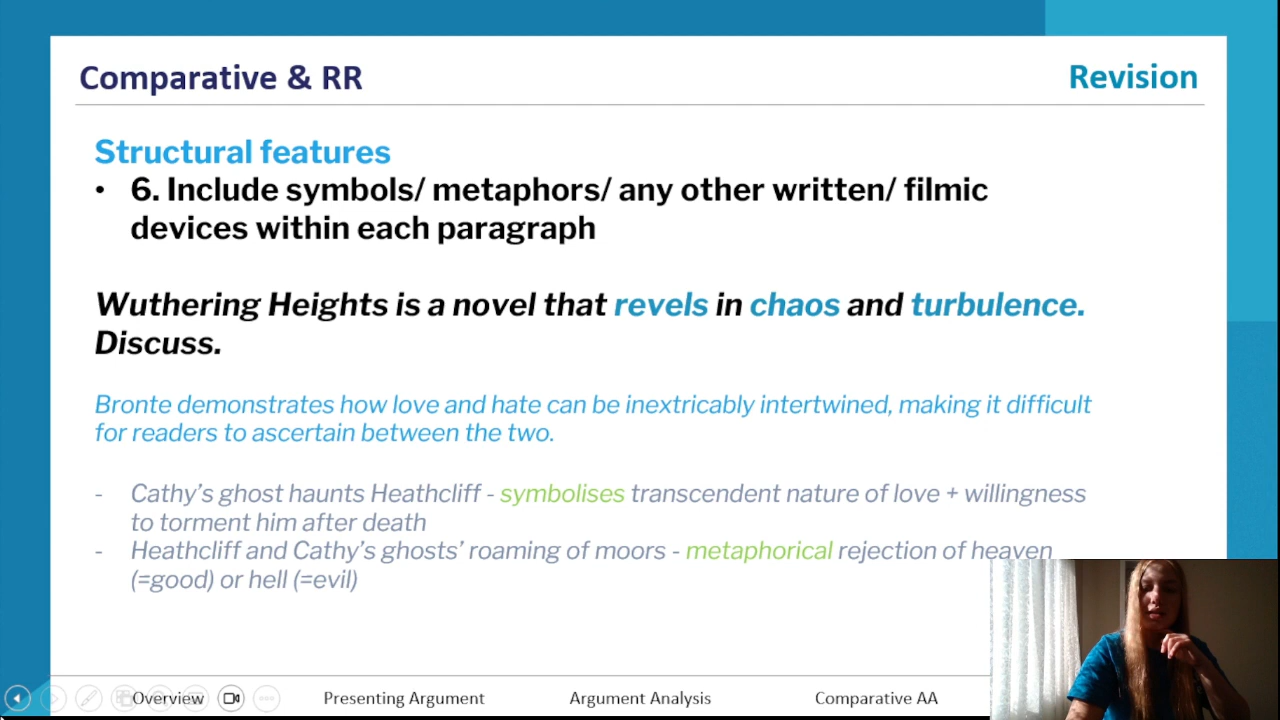 Comparative & RR
Revision
Structural features
• 6. Include symbols/ metaphors/ any other written/ filmic
devices within each paragraph
Wuthering Heights is a novel that revels in chaos and turbulence.
Discuss.
Bronte demonstrates how love and hate can be inextricably intertwined, making it difficult
for readers to ascertain between the two.
- Cathy's ghost haunts Heathcliff - symbolises transcendent nature of love + willingness
to torment him after death
- Heathcliff and Cathy's ghosts' roaming of moors - metaphorical rejection of heaven
(=good) or hell (=evil)
Overview
Presenting Argument
Argument Analysis
Comparative AA